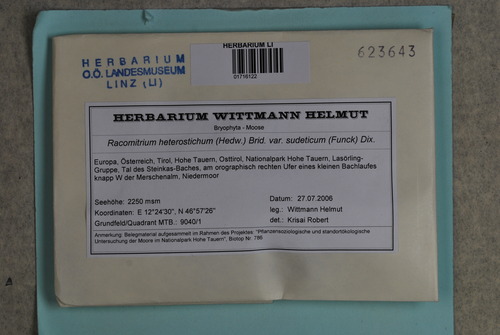 HERBARIUM
O.Ö. LANDESMUSEUM
LINZ (LI)
HERBARIUM LI
01716122
623643
HERBARIUM WITTMANN HELMUT
Bryophyta - Moose
Racomitrium heterostichum (Hedw.) Brid. var. sudeticum (Funck) Dix.
Europa, Österreich, Tirol, Hohe Tauern, Osttirol, Nationalpark Hohe Tauern, Lasörling-
Gruppe, Tal des Steinkas-Baches, am orographisch rechten Ufer eines kleinen Bachlaufes
knapp W der Merschenalm, Niedermoor
Seehöhe: 2250 msm
Datum: 27.07.2006
Koordinaten: E 12°24'30", N 46°57'26"
leg.: Wittmann Helmut
Grundfeld/Quadrant MTB.: 9040/1
det.: Krisai Robert
Anmerkung: Belegmaterial aufgesammelt im Rahmen des Projektes: "Pflanzensoziologische und standortökologische
Untersuchung der Moore im Nationalpark Hohe Tauern", Biotop Nr. 786